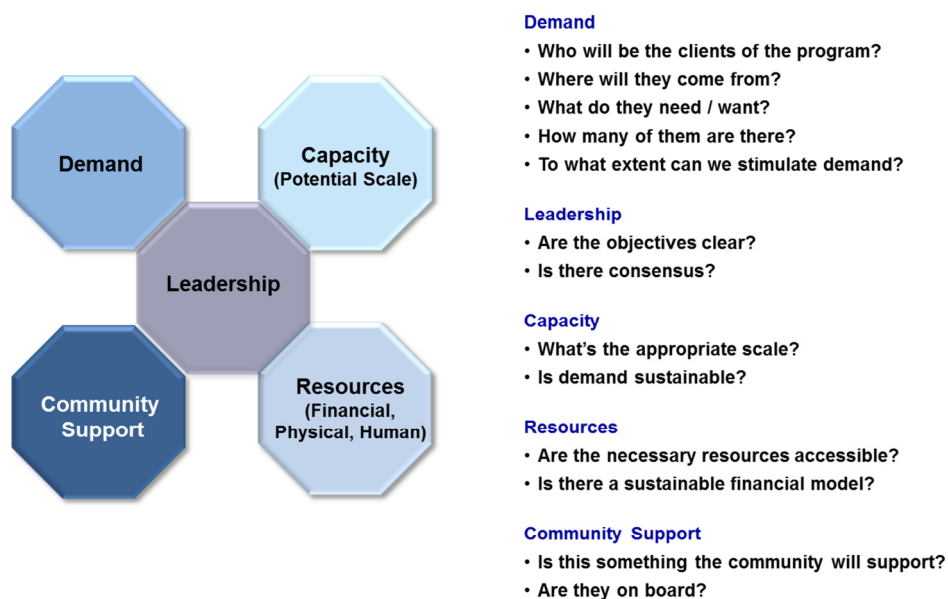 Demand
Capacity
(Potential Scale)
Leadership
Community
Support
Resources
(Financial,
Physical, Human)
Demand
• Who will be the clients of the program?
• Where will they come from?
• What do they need / want?
• How many of them are there?
• To what extent can we stimulate demand?
Leadership
• Are the objectives clear?
• Is there consensus?
Capacity
• What's the appropriate scale?
• Is demand sustainable?
Resources
• Are the necessary resources accessible?
• Is there a sustainable financial model?
Community Support
• Is this something the community will support?
• Are they on board?